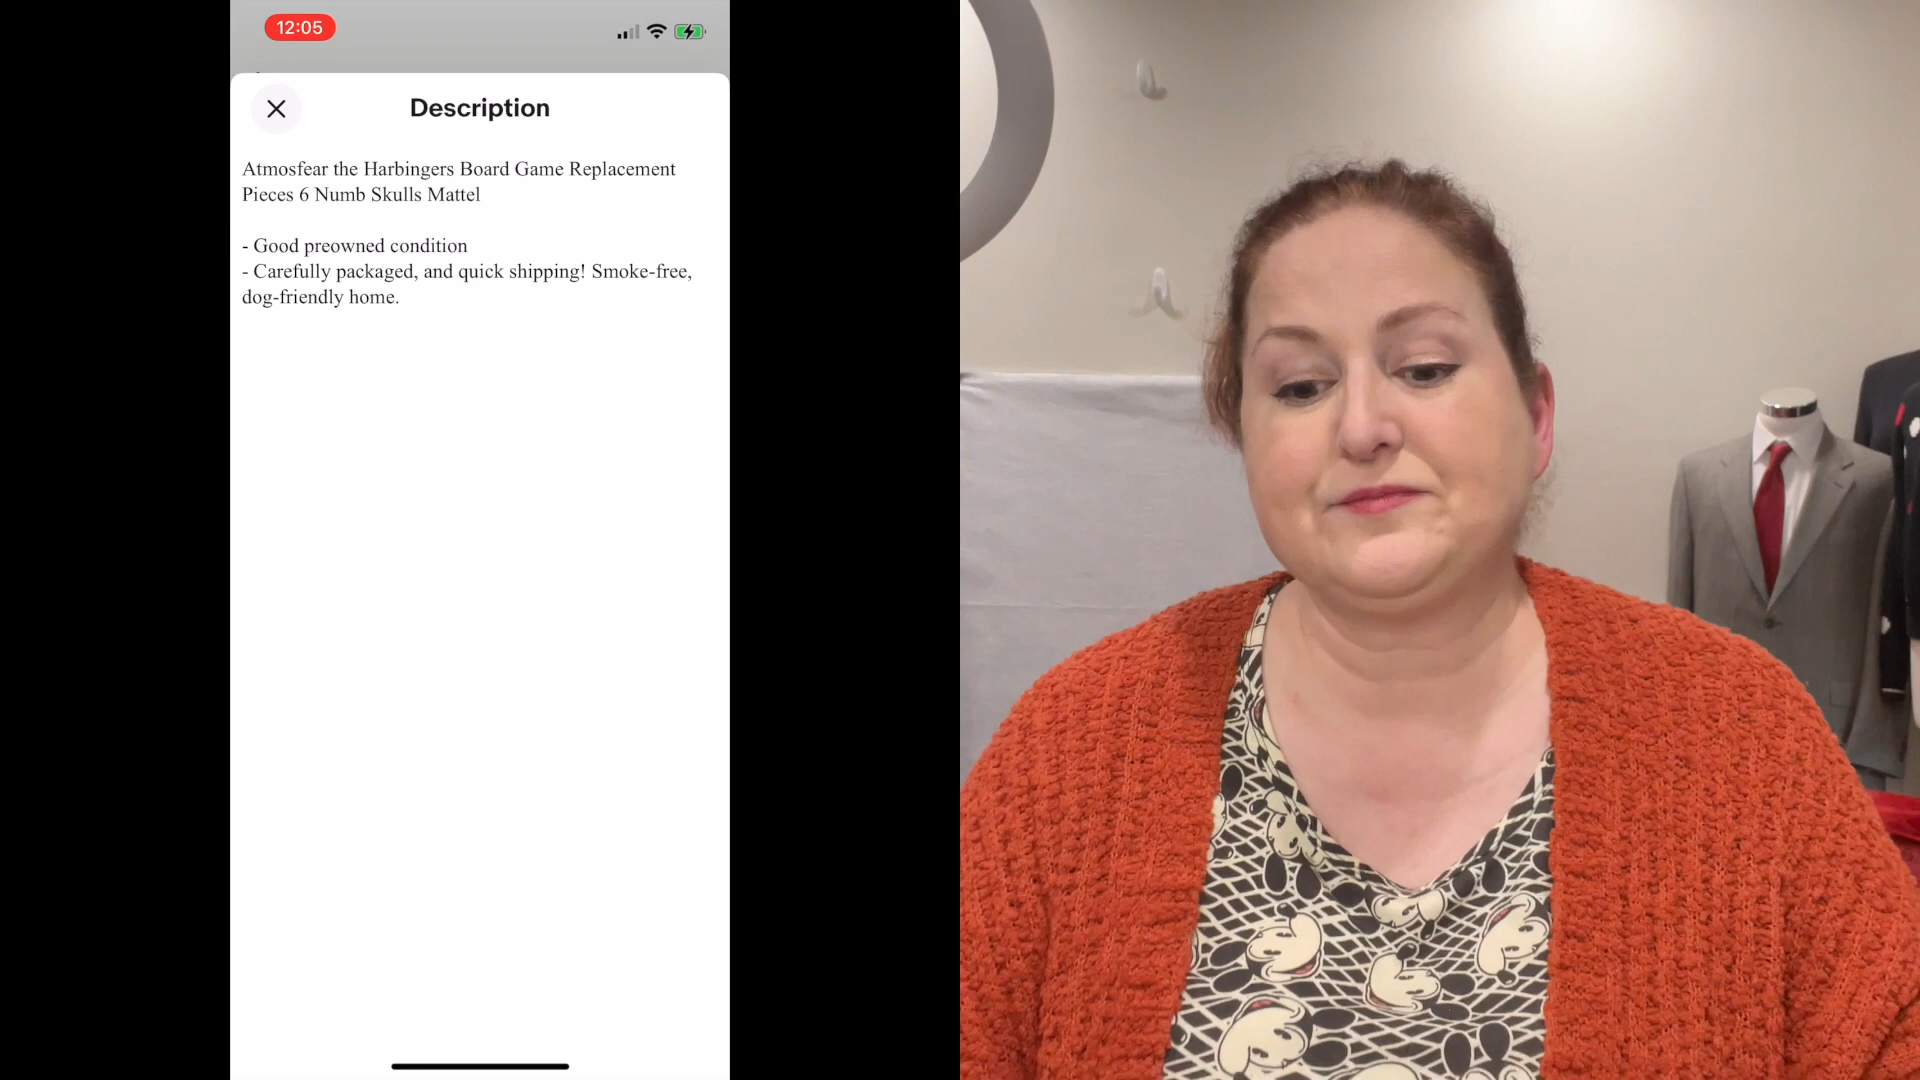 12:05
Description
Atmosfear the Harbingers Board Game Replacement
Pieces 6 Numb Skulls Mattel
- Good preowned condition
- Carefully packaged, and quick shipping! Smoke-free,
dog-friendly home.